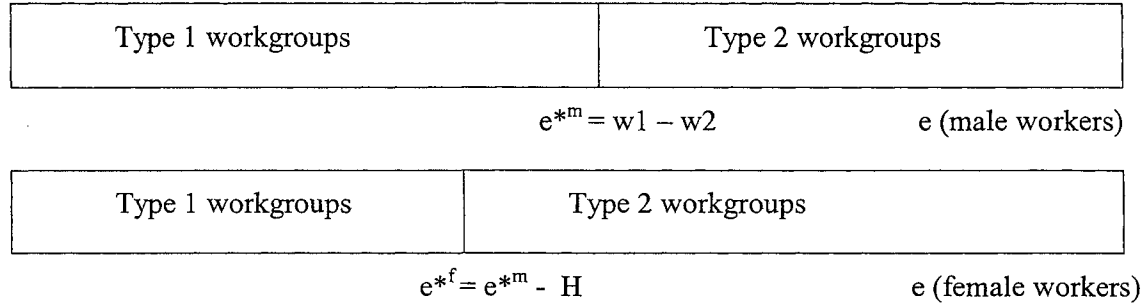 Type 1 workgroups Type 2 workgroups
e*ᵐ = w1 – w2 e (male workers)
Type 1 workgroups Type 2 workgroups
e*ᶠ = e*ᵐ - H e (female workers)